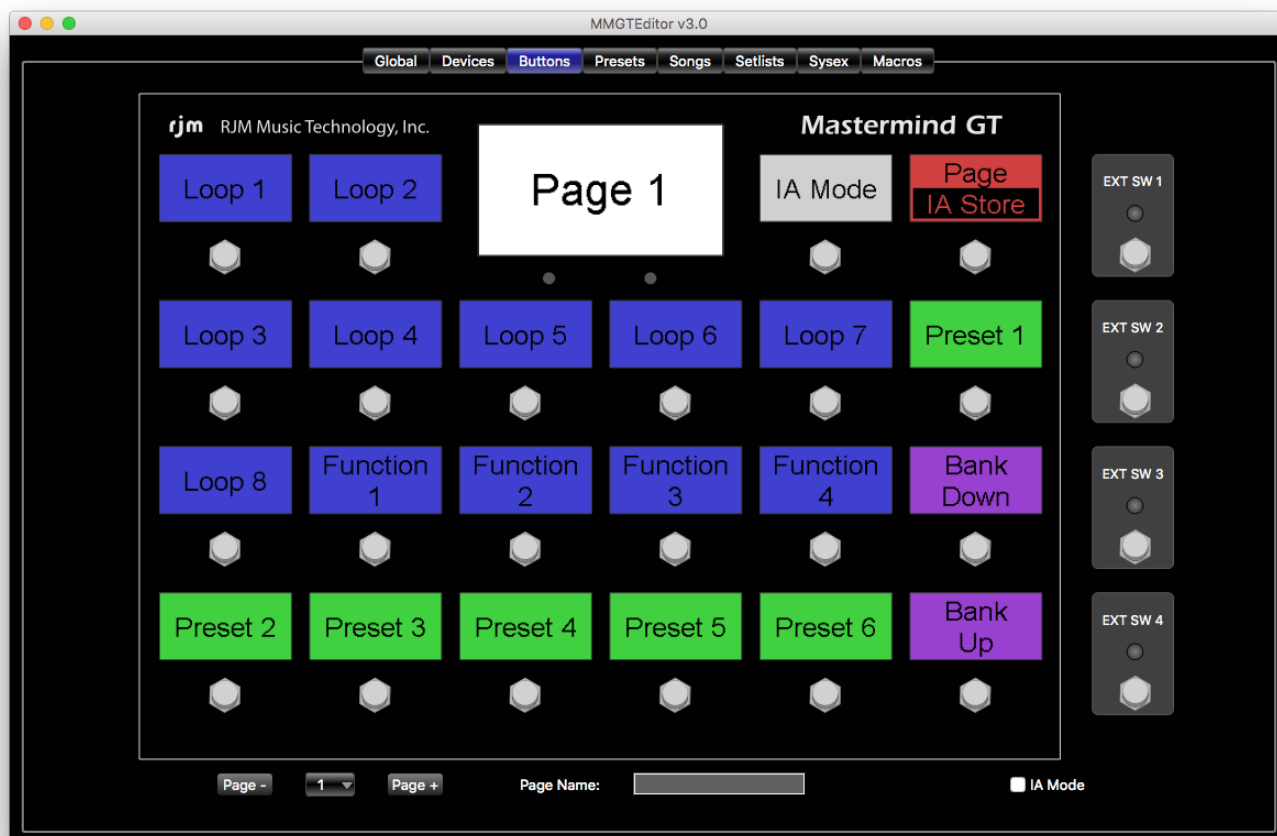 MMGTEditor v3.0
Global Devices Buttons Presets Songs Setlists Sysex Macros
rjm RJM Music Technology, Inc.
Mastermind GT
Loop 1
Loop 2
Page 1
IA Mode
Page
IA Store
EXT SW 1
Loop 3
Loop 4
Loop 5
Loop 6
Loop 7
Preset 1
EXT SW 2
Loop 8
Function
1
Function
2
Function
3
Function
4
Bank
Down
EXT SW 3
Preset 2
Preset 3
Preset 4
Preset 5
Preset 6
Bank
Up
EXT SW 4
Page -
1
Page +
Page Name:
IA Mode